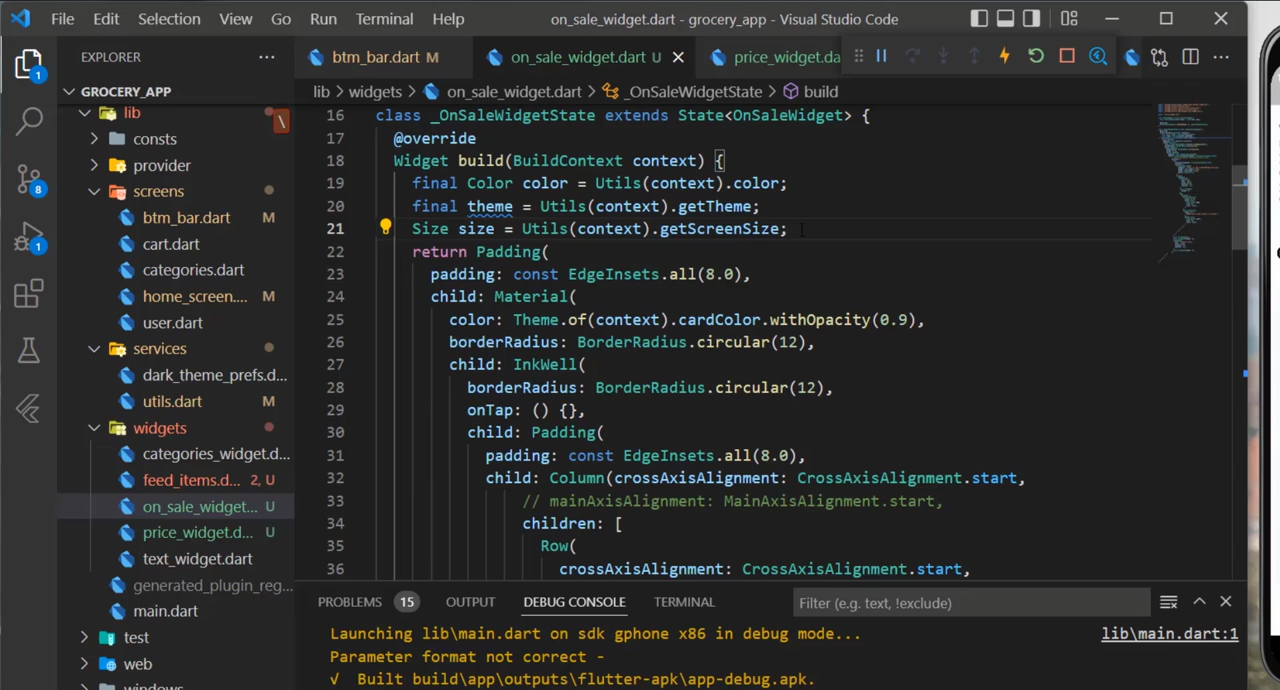 File Edit Selection View Go Run Terminal Help on_sale_widget.dart - grocery_app - Visual Studio Code
EXPLORER
btm_bar.dart M
on_sale_widget.dart U
price_widget.da
GROCERY_APP
lib > widgets > on_sale_widget.dart > _OnSaleWidgetState > build
lib
consts
provider
screens
btm_bar.dart M
cart.dart
categories.dart
home_screen.... M
user.dart
services
dark_theme_prefs.d...
utils.dart M
widgets
categories_widget.d...
feed_items.d... 2, U
on_sale_widget... U
price_widget.d... U
text_widget.dart
generated_plugin_reg...
main.dart
test
web
windows
1
8
1
16 class _OnSaleWidgetState extends State<OnSaleWidget> {
17 @override
18 Widget build(BuildContext context) {
19 final Color color = Utils(context).color;
20 final theme = Utils(context).getTheme;
21 Size size = Utils(context).getScreenSize;
22 return Padding(
23 padding: const EdgeInsets.all(8.0),
24 child: Material(
25 color: Theme.of(context).cardColor.withOpacity(0.9),
26 borderRadius: BorderRadius.circular(12),
27 child: InkWell(
28 borderRadius: BorderRadius.circular(12),
29 onTap: () {},
30 child: Padding(
31 padding: const EdgeInsets.all(8.0),
32 child: Column(crossAxisAlignment: CrossAxisAlignment.start,
33 // mainAxisAlignment: MainAxisAlignment.start,
34 children: [
35 Row(
36 crossAxisAlignment: CrossAxisAlignment.start,
PROBLEMS 15 OUTPUT DEBUG CONSOLE TERMINAL Filter (e.g. text, !exclude)
Launching lib\main.dart on sdk gphone x86 in debug mode... lib\main.dart:1
Parameter format not correct -
√ Built build\app\outputs\flutter-apk\app-debug.apk.